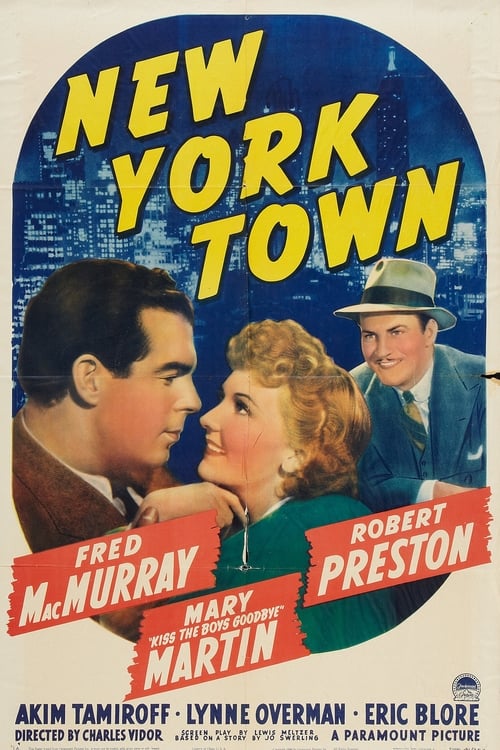 NEW
YORK
TOWN
FRED
MacMURRAY
ROBERT
PRESTON
MARY
"KISS THE BOYS GOODBYE"
MARTIN
AKIM TAMIROFF · LYNNE OVERMAN · ERIC BLORE
DIRECTED BY CHARLES VIDOR
SCREEN PLAY BY LEWIS MELTZER
BASED ON A STORY BY JO SWERLING
A PARAMOUNT PICTURE